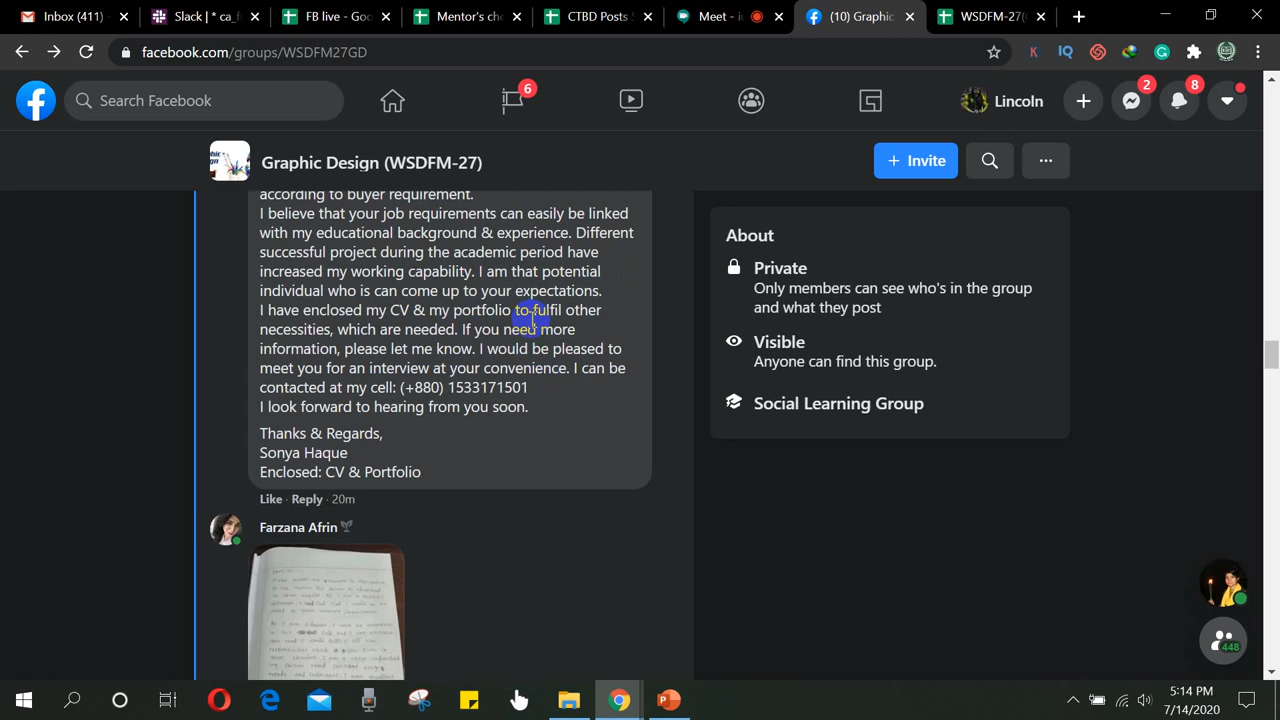 Inbox (411)
Slack | * ca_f
FB live - Goo
Mentor's che
CTBD Posts S
Meet - iv
(10) Graphic
WSDFM-27(
facebook.com/groups/WSDFM27GD
Search Facebook
6
Lincoln
2
8
Graphic Design (WSDFM-27)
+ Invite
according to buyer requirement.
I believe that your job requirements can easily be linked
with my educational background & experience. Different
successful project during the academic period have
increased my working capability. I am that potential
individual who is can come up to your expectations.
I have enclosed my CV & my portfolio to fulfil other
necessities, which are needed. If you need more
information, please let me know. I would be pleased to
meet you for an interview at your convenience. I can be
contacted at my cell: (+880) 1533171501
I look forward to hearing from you soon.
Thanks & Regards,
Sonya Haque
Enclosed: CV & Portfolio
Like · Reply · 20m
Farzana Afrin
About
Private
Only members can see who's in the group
and what they post
Visible
Anyone can find this group.
Social Learning Group
448
5:14 PM
7/14/2020